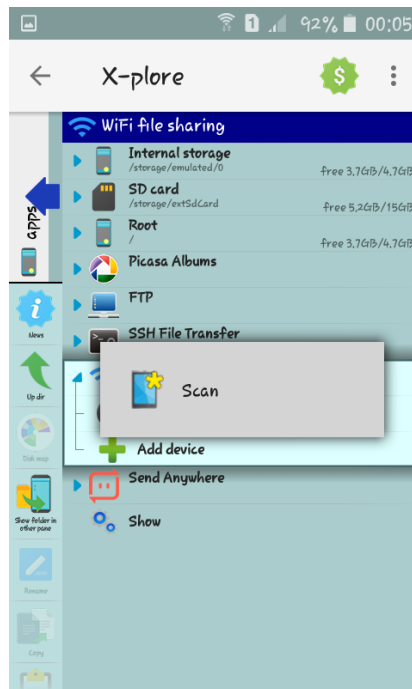 1 92% 00:05
X-plore
$
WiFi file sharing
Internal storage
/storage/emulated/0
free 3,7GB/4,7GB
SD card
/storage/extSdCard
free 5,2GB/15GB
Root
/
free 3,7GB/4,7GB
Picasa Albums
FTP
SSH File Transfer
Scan
Add device
Send Anywhere
Show
apps
News
Up dir
Disk map
Show folder in
other pane
Rename
Copy